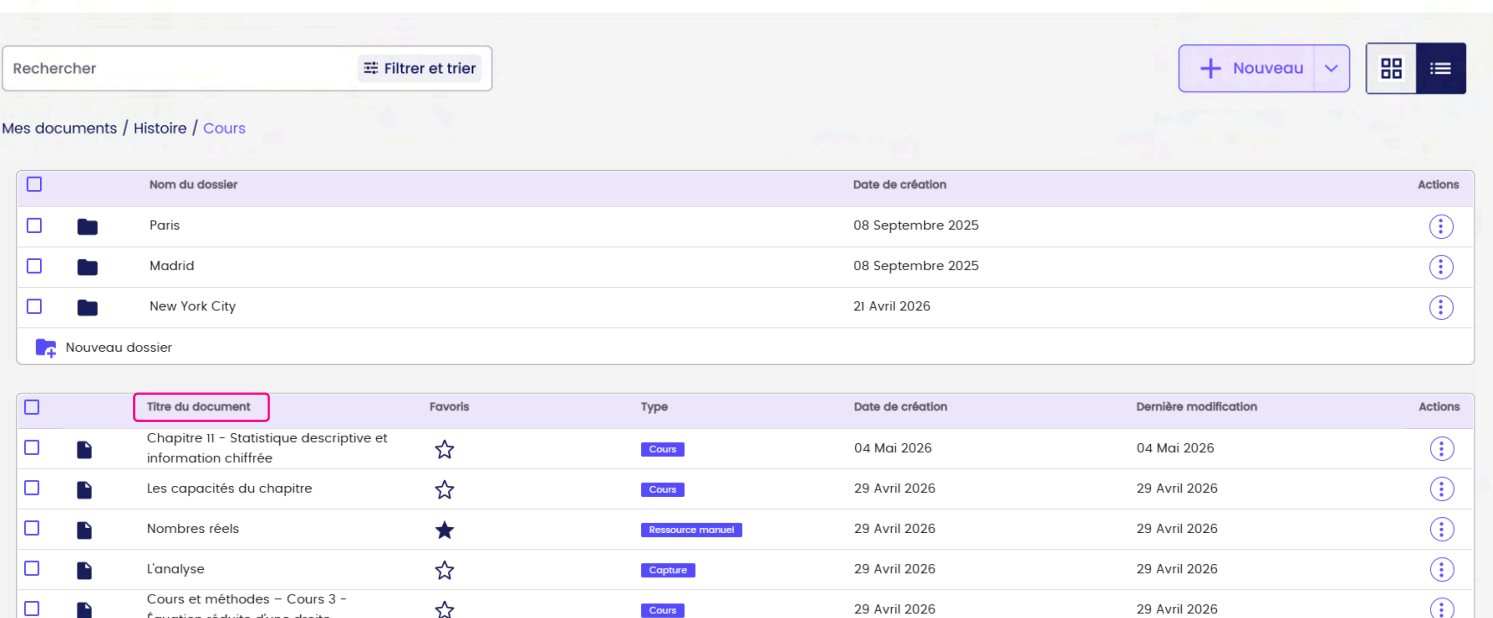 Rechercher
Filtrer et trier
Nouveau
Mes documents / Histoire / Cours
Nom du dossier Date de création Actions
Paris 08 Septembre 2025
Madrid 08 Septembre 2025
New York City 21 Avril 2026
Nouveau dossier
Titre du document Favoris Type Date de création Dernière modification Actions
Chapitre 11 - Statistique descriptive et
information chiffrée
Cours 04 Mai 2026 04 Mai 2026
Les capacités du chapitre Cours 29 Avril 2026 29 Avril 2026
Nombres réels Ressource manuel 29 Avril 2026 29 Avril 2026
L'analyse Capture 29 Avril 2026 29 Avril 2026
Cours et méthodes – Cours 3 -
Équation réduite d'une droite
Cours 29 Avril 2026 29 Avril 2026